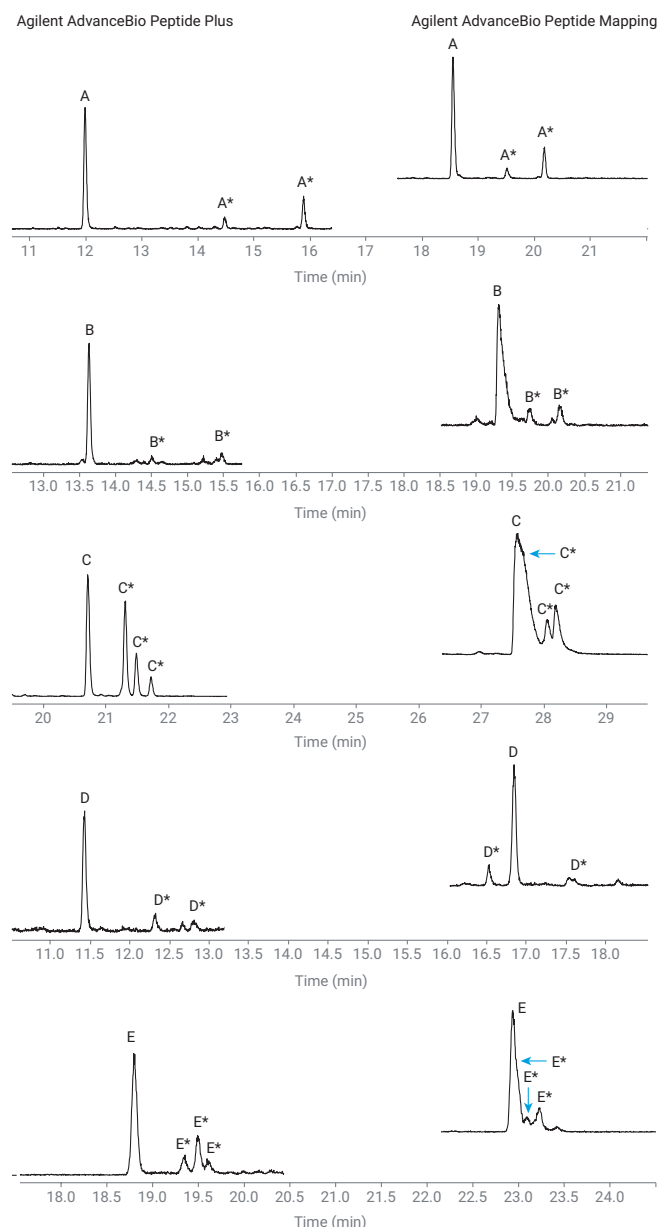 Agilent AdvanceBio Peptide Plus
Agilent AdvanceBio Peptide Mapping
A
A*
A*
A
A*
A*
11 12 13 14 15 16 17 18 19 20 21
Time (min)
B
B*
B*
B
B*
B*
13.0 13.5 14.5 15.0 15.5 16.0 16.5 17.0 17.5 18.0 18.5 19.0 19.5 20.0 20.5 21.0
Time (min)
C
C*
C*
C*
C
C*
C*
C*
20 21 22 23 24 25 26 27 28 29
Time (min)
D
D*
D*
D
D*
D*
11.0 11.5 12.0 12.5 13.0 13.5 14.0 14.5 15.0 15.5 16.0 16.5 17.0 17.5 18.0
Time (min)
E
E*
E*
E*
E
E*
E*
E*
18.0 18.5 19.0 19.5 20.0 20.5 21.0 21.5 22.0 22.5 23.0 23.5 24.0
Time (min)